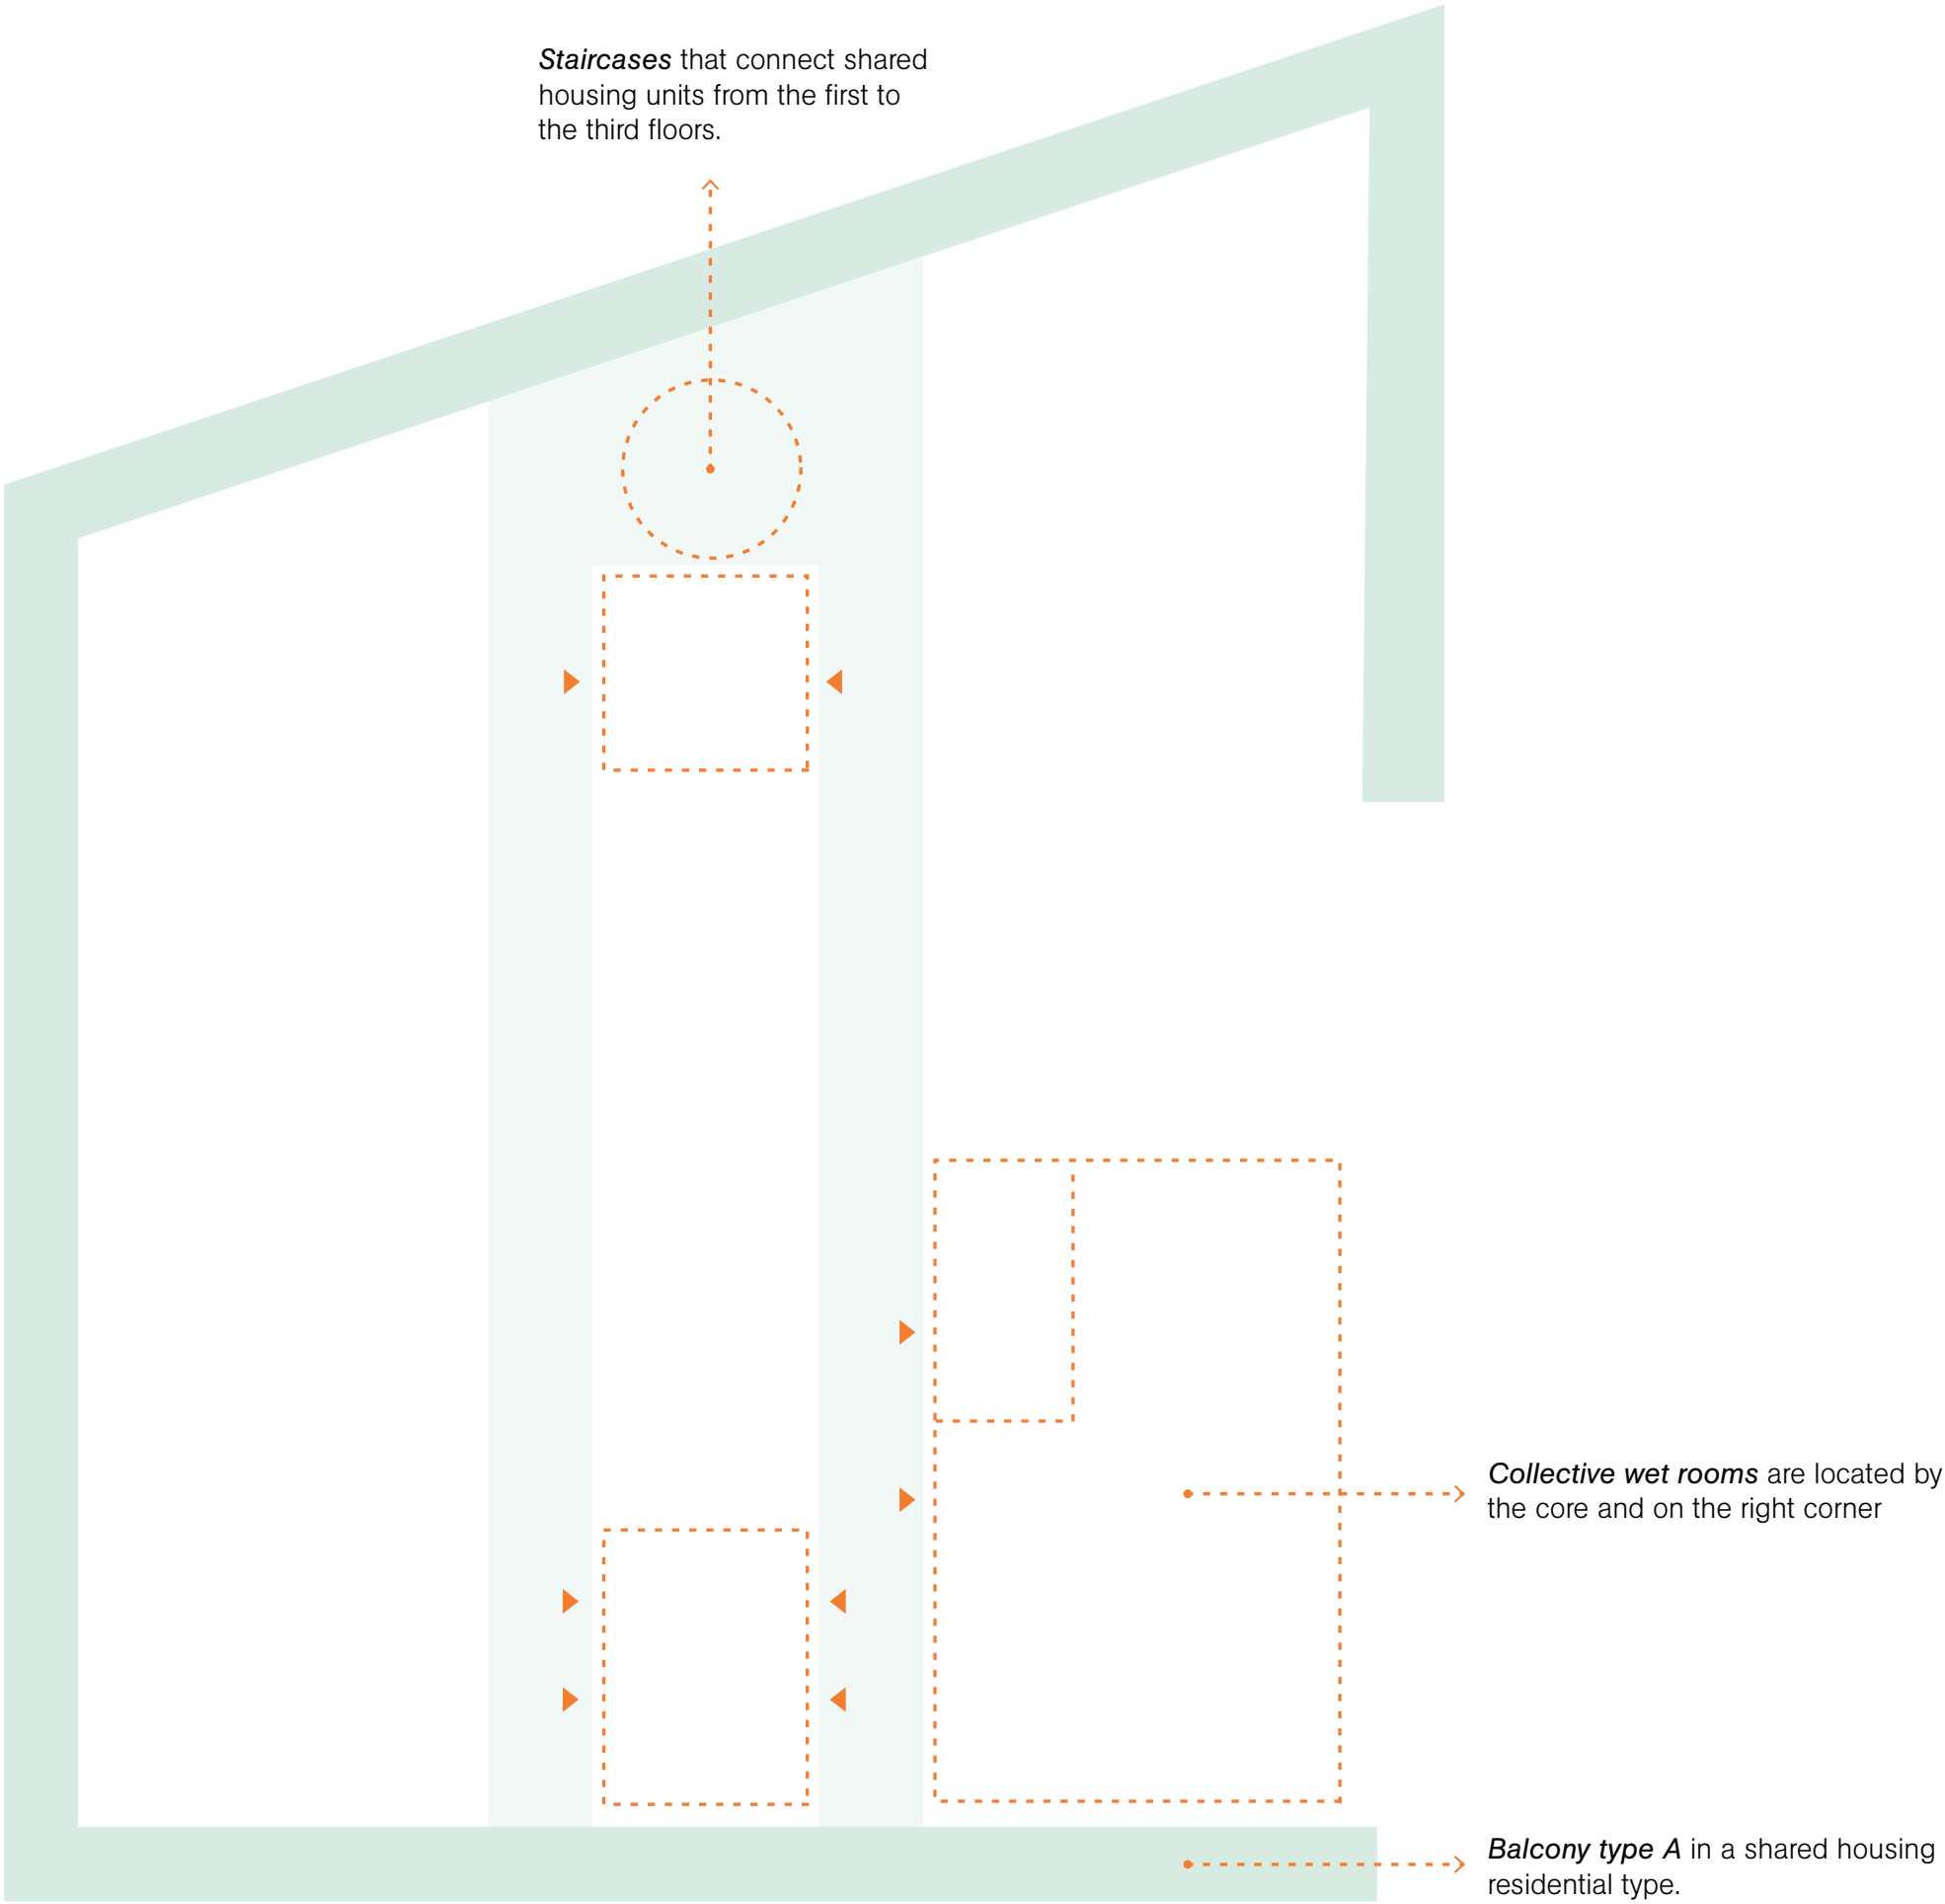 Staircases that connect shared
housing units from the first to
the third floors.
Collective wet rooms are located by
the core and on the right corner
Balcony type A in a shared housing
residential type.